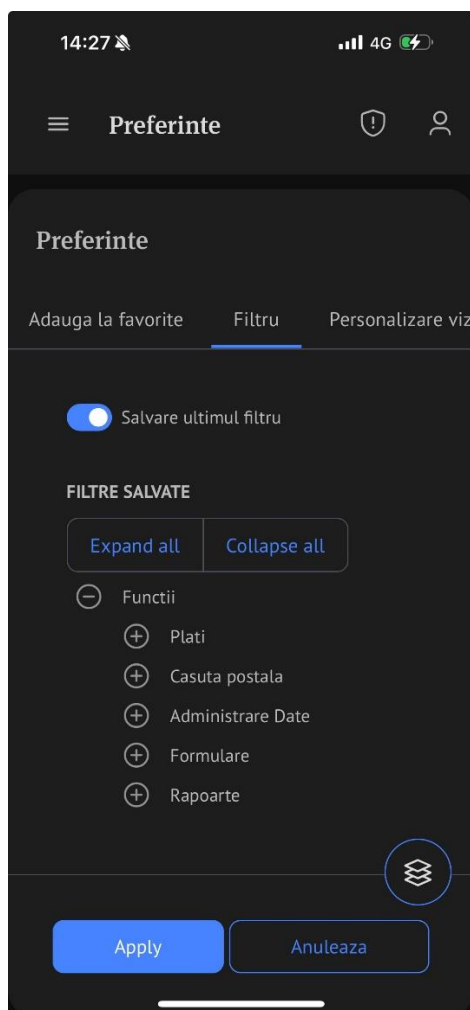 14:27
4G
Preferinte
Preferinte
Adauga la favorite Filtru Personalizare viz
Salvare ultimul filtru
FILTRE SALVATE
Expand all Collapse all
Functii
Plati
Casuta postala
Administrare Date
Formulare
Rapoarte
Apply Anuleaza